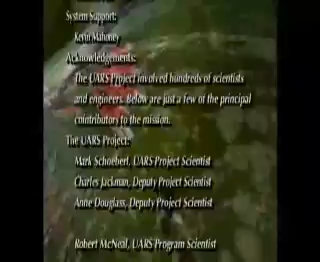 System Support:
Kevin Mahoney
Acknowledgements:
The UARS Project involved hundreds of scientists
and engineers. Below are just a few of the principal
contributors to the mission.
The UARS Project:
Mark Schoeberl, UARS Project Scientist
Charles Jackman, Deputy Project Scientist
Anne Douglass, Deputy Project Scientist
Robert McNeal, UARS Program Scientist